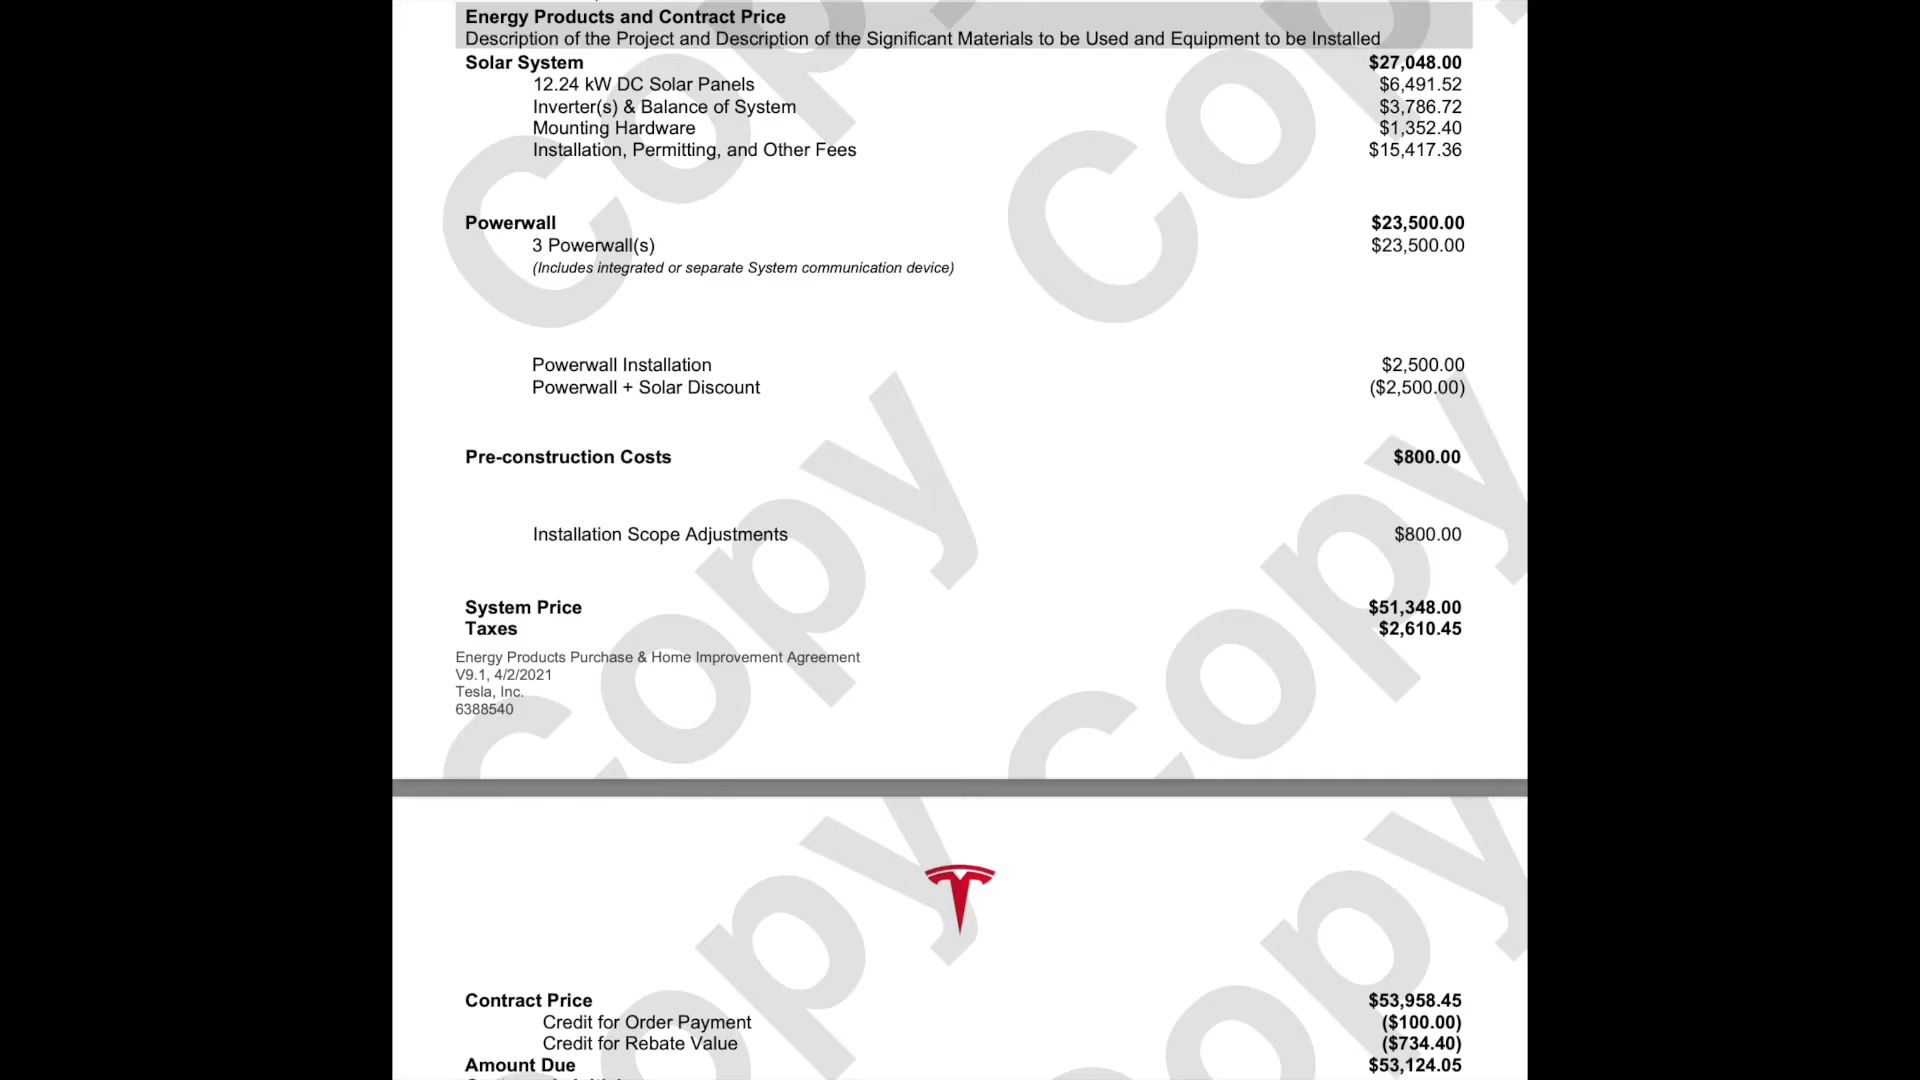 Energy Products and Contract Price
Description of the Project and Description of the Significant Materials to be Used and Equipment to be Installed
Solar System $27,048.00
12.24 kW DC Solar Panels $6,491.52
Inverter(s) & Balance of System $3,786.72
Mounting Hardware $1,352.40
Installation, Permitting, and Other Fees $15,417.36
Powerwall $23,500.00
3 Powerwall(s) $23,500.00
(Includes integrated or separate System communication device)
Powerwall Installation $2,500.00
Powerwall + Solar Discount ($2,500.00)
Pre-construction Costs $800.00
Installation Scope Adjustments $800.00
System Price $51,348.00
Taxes $2,610.45
Energy Products Purchase & Home Improvement Agreement
V9.1, 4/2/2021
Tesla, Inc.
6388540
Contract Price $53,958.45
Credit for Order Payment ($100.00)
Credit for Rebate Value ($734.40)
Amount Due $53,124.05
Copy
Copy
Copy
Copy
Copy
Copy